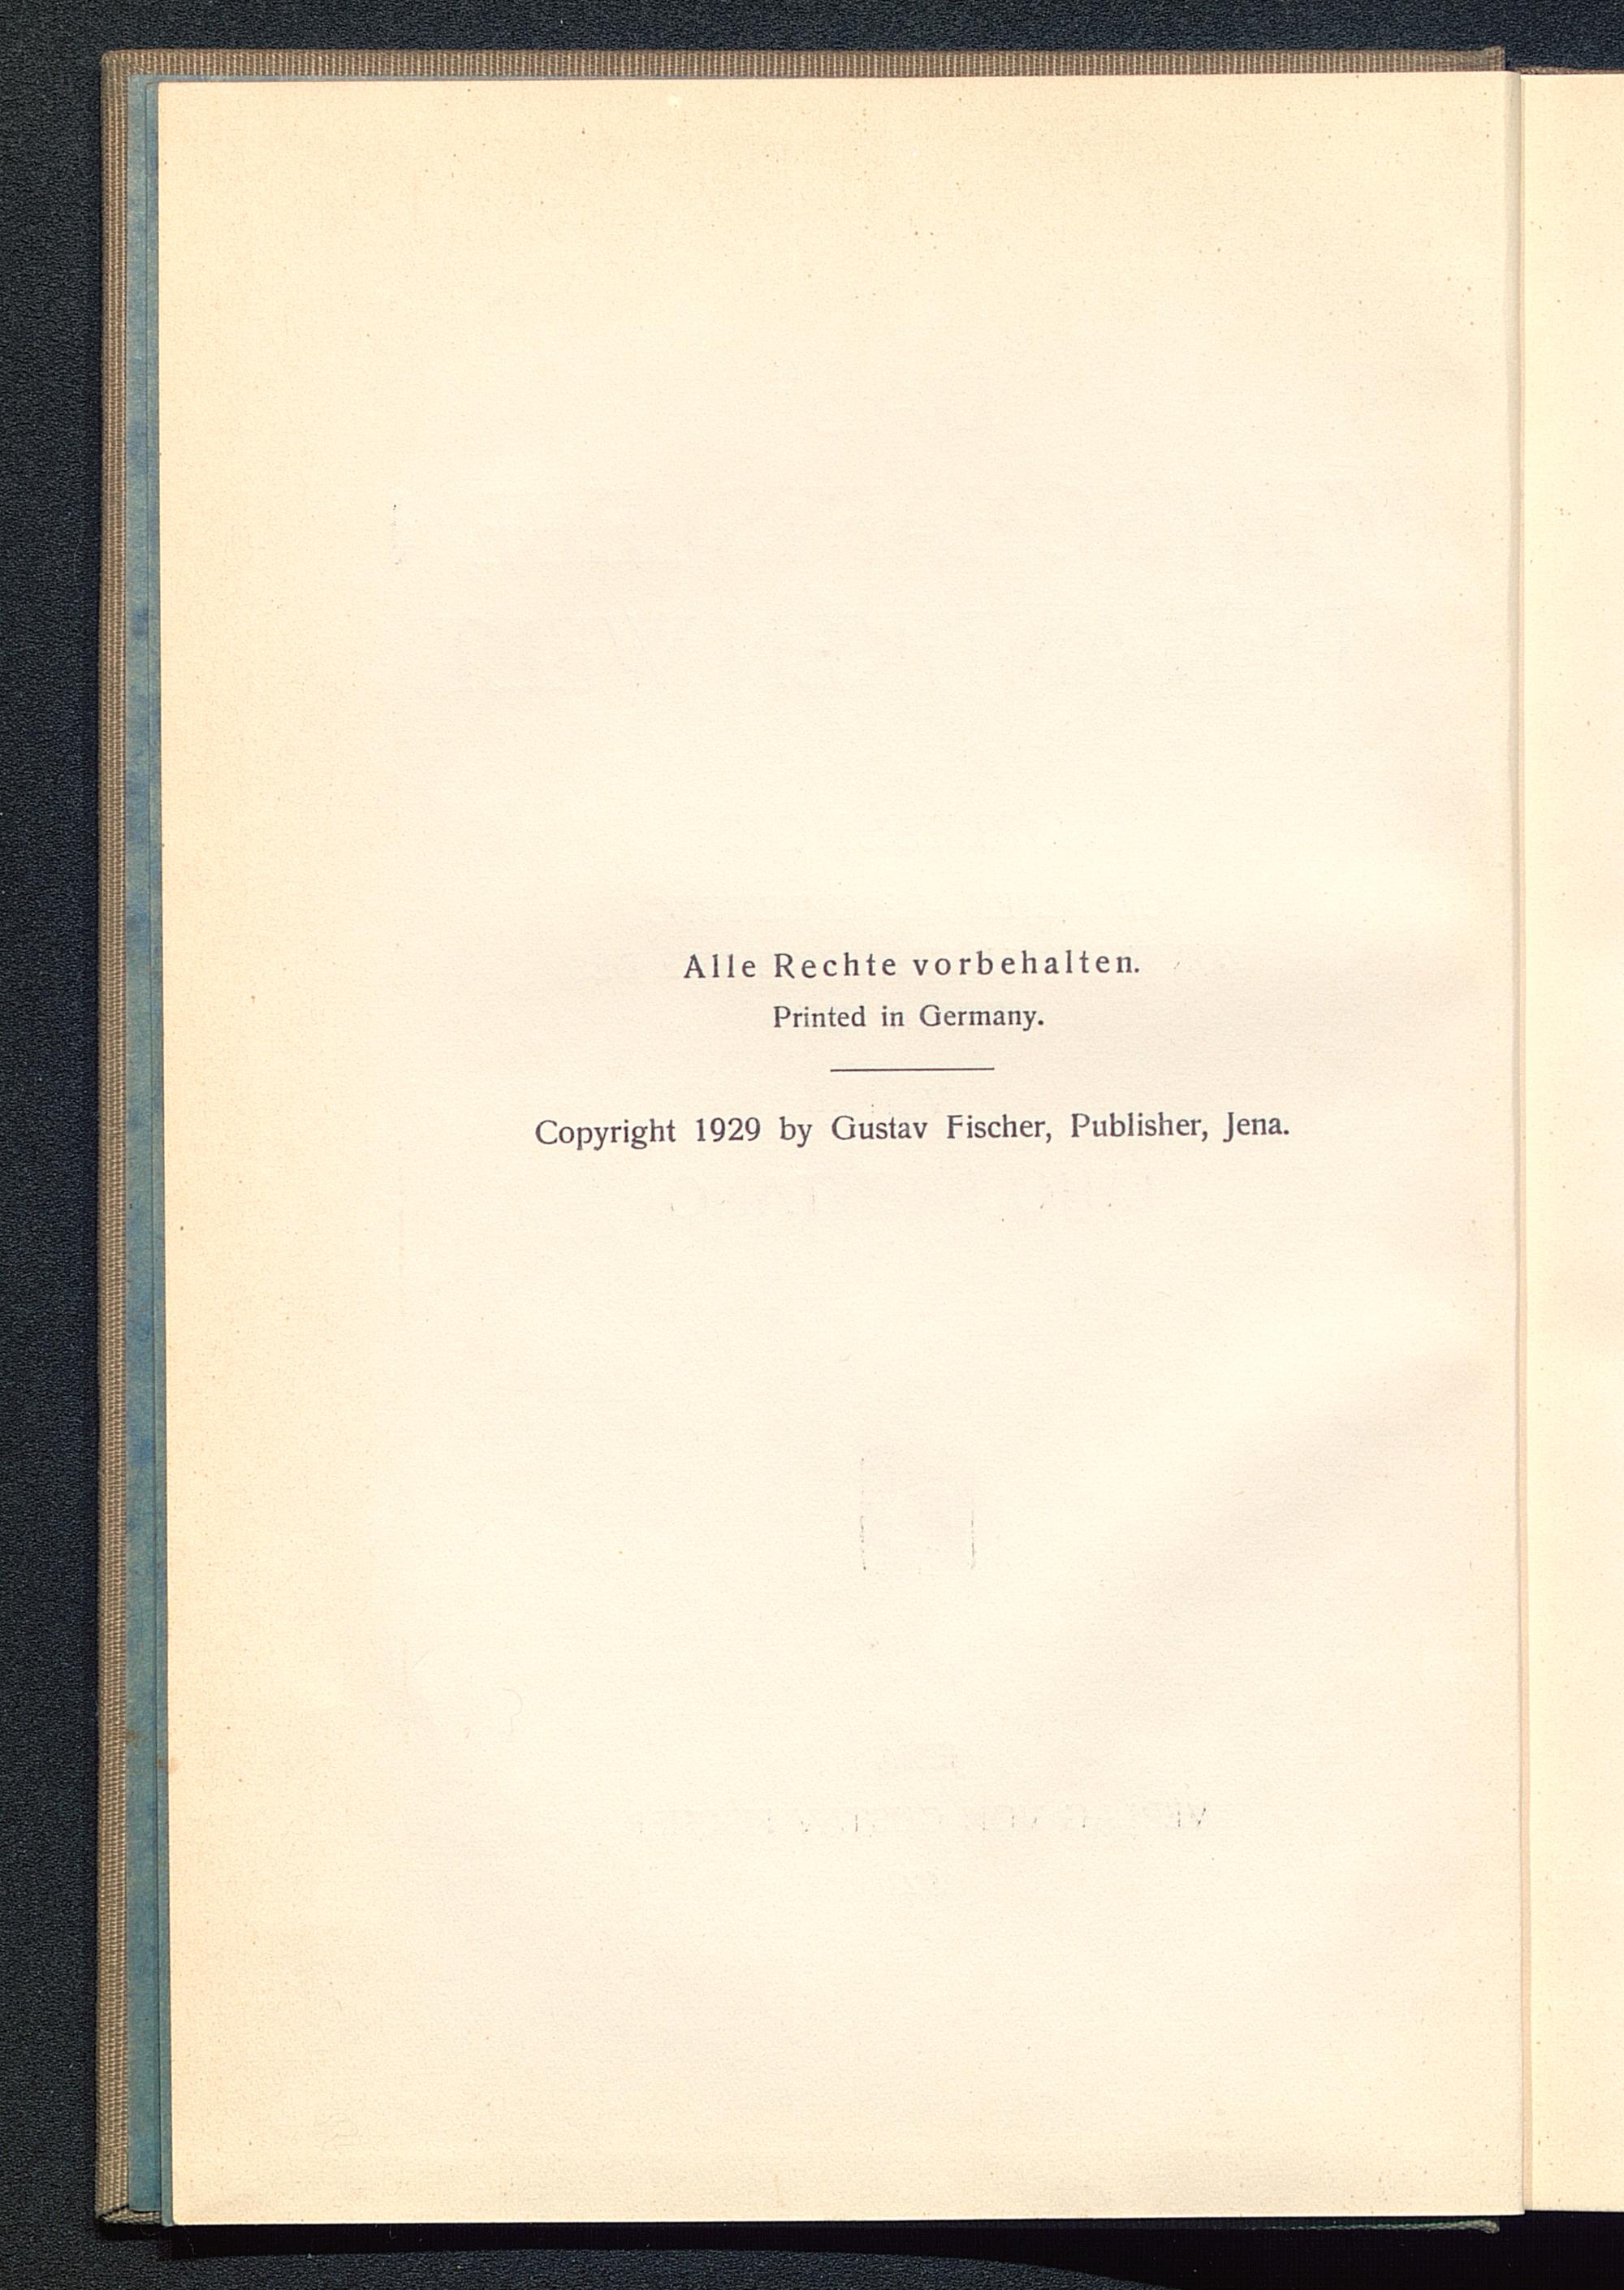 Alle Rechte vorbehalten.
Printed in Germany.
Copyright 1929 by Gustav Fischer, Publisher, Jena.